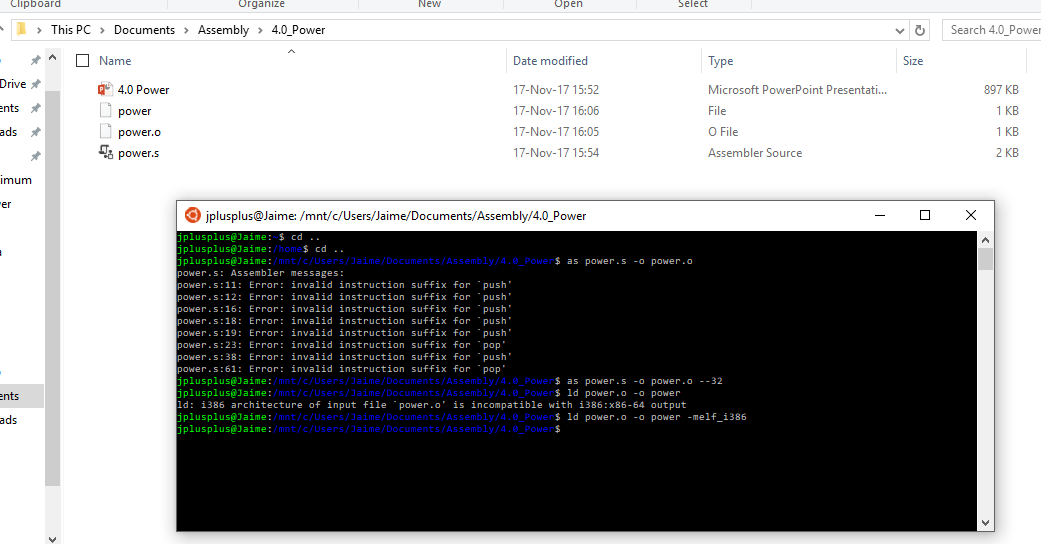 Clipboard Organize New Open Select
This PC > Documents > Assembly > 4.0_Power
Search 4.0_Power
Name Date modified Type Size
4.0 Power 17-Nov-17 15:52 Microsoft PowerPoint Presentati... 897 KB
power 17-Nov-17 16:06 File 1 KB
power.o 17-Nov-17 16:05 O File 1 KB
power.s 17-Nov-17 15:54 Assembler Source 2 KB
Drive
ents
ads
nimum
wer
ents
ads
jplusplus@Jaime: /mnt/c/Users/Jaime/Documents/Assembly/4.0_Power
jplusplus@Jaime:~$ cd ..
jplusplus@Jaime:/home$ cd ..
jplusplus@Jaime:/mnt/c/Users/Jaime/Documents/Assembly/4.0_Power$ as power.s -o power.o
power.s: Assembler messages:
power.s:11: Error: invalid instruction suffix for `push'
power.s:12: Error: invalid instruction suffix for `push'
power.s:16: Error: invalid instruction suffix for `push'
power.s:18: Error: invalid instruction suffix for `push'
power.s:19: Error: invalid instruction suffix for `push'
power.s:23: Error: invalid instruction suffix for `pop'
power.s:38: Error: invalid instruction suffix for `push'
power.s:61: Error: invalid instruction suffix for `pop'
jplusplus@Jaime:/mnt/c/Users/Jaime/Documents/Assembly/4.0_Power$ as power.s -o power.o --32
jplusplus@Jaime:/mnt/c/Users/Jaime/Documents/Assembly/4.0_Power$ ld power.o -o power
ld: i386 architecture of input file `power.o' is incompatible with i386:x86-64 output
jplusplus@Jaime:/mnt/c/Users/Jaime/Documents/Assembly/4.0_Power$ ld power.o -o power -melf_i386
jplusplus@Jaime:/mnt/c/Users/Jaime/Documents/Assembly/4.0_Power$